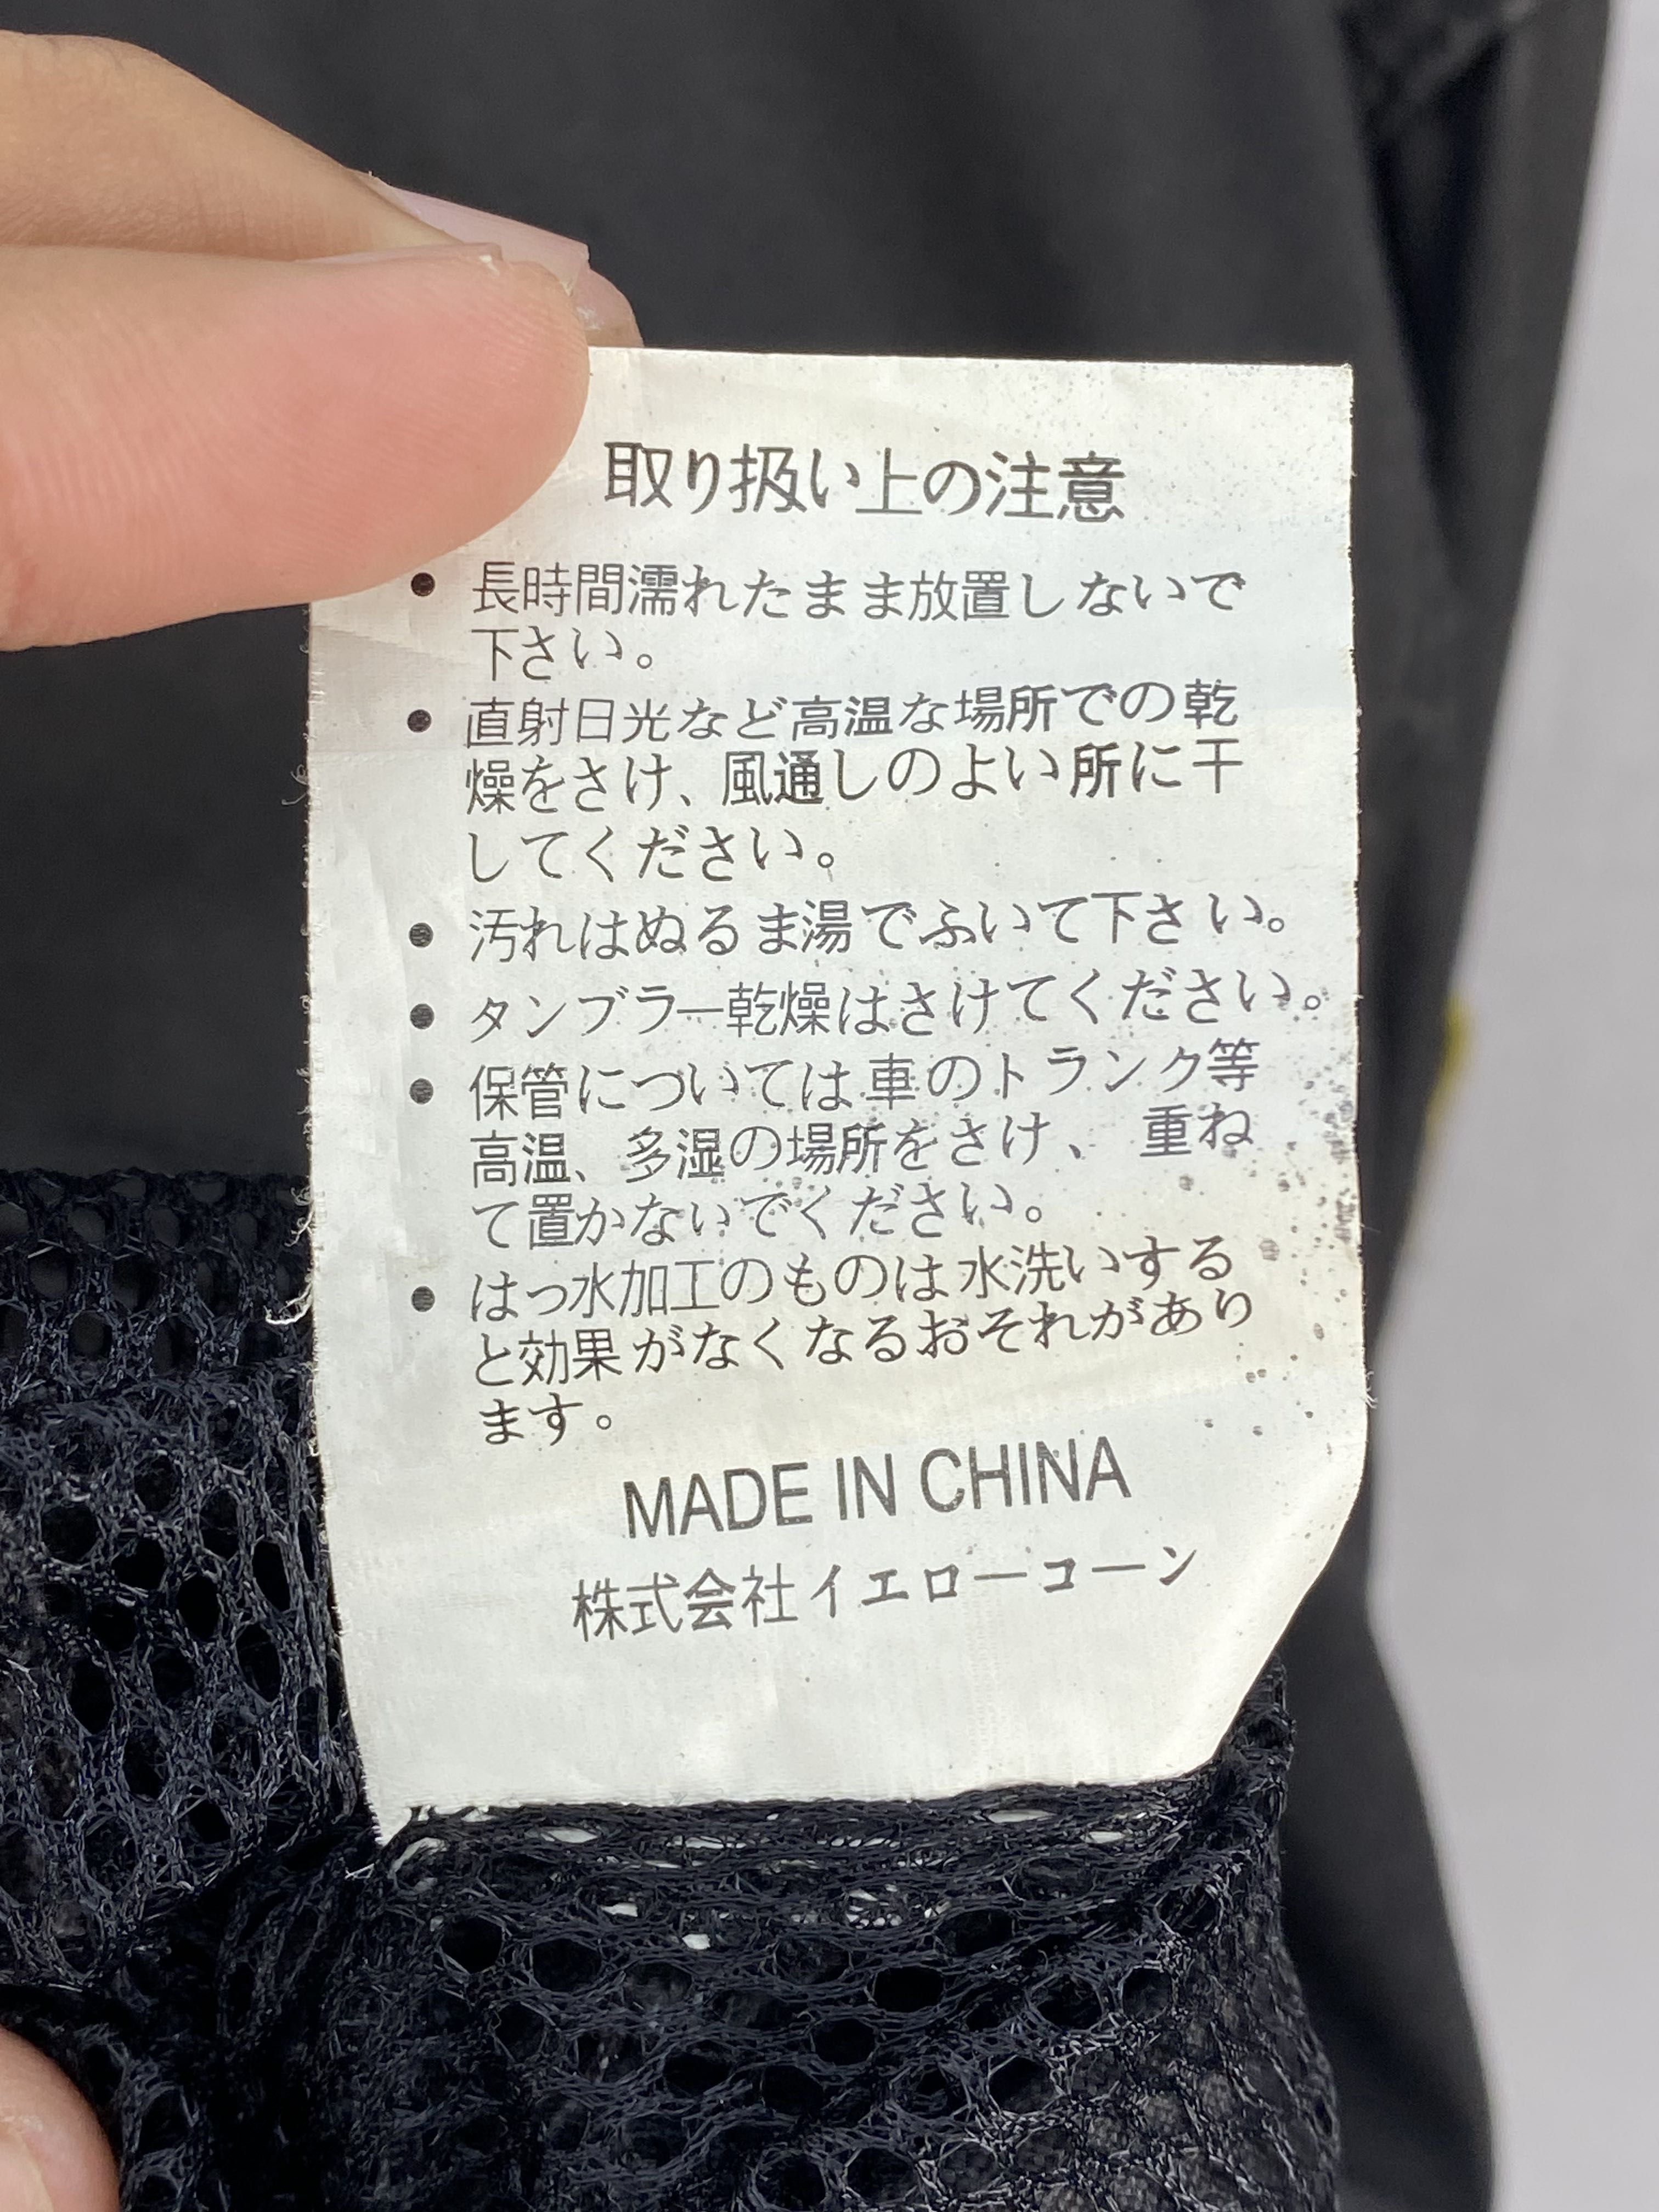 取り扱い上の注意
• 長時間濡れたまま放置しないで
下さい。
• 直射日光など高温な場所での乾
燥をさけ、風通しのよい所に干
してください。
• 汚れはぬるま湯でふいて下さい。
• タンブラー乾燥はさけてください。
• 保管については車のトランク等
高温、多湿の場所をさけ、重ね
て置かないでください。
• はっ水加工のものは水洗いする
と効果がなくなるおそれがあり
ます。
MADE IN CHINA
株式会社イエローコーン